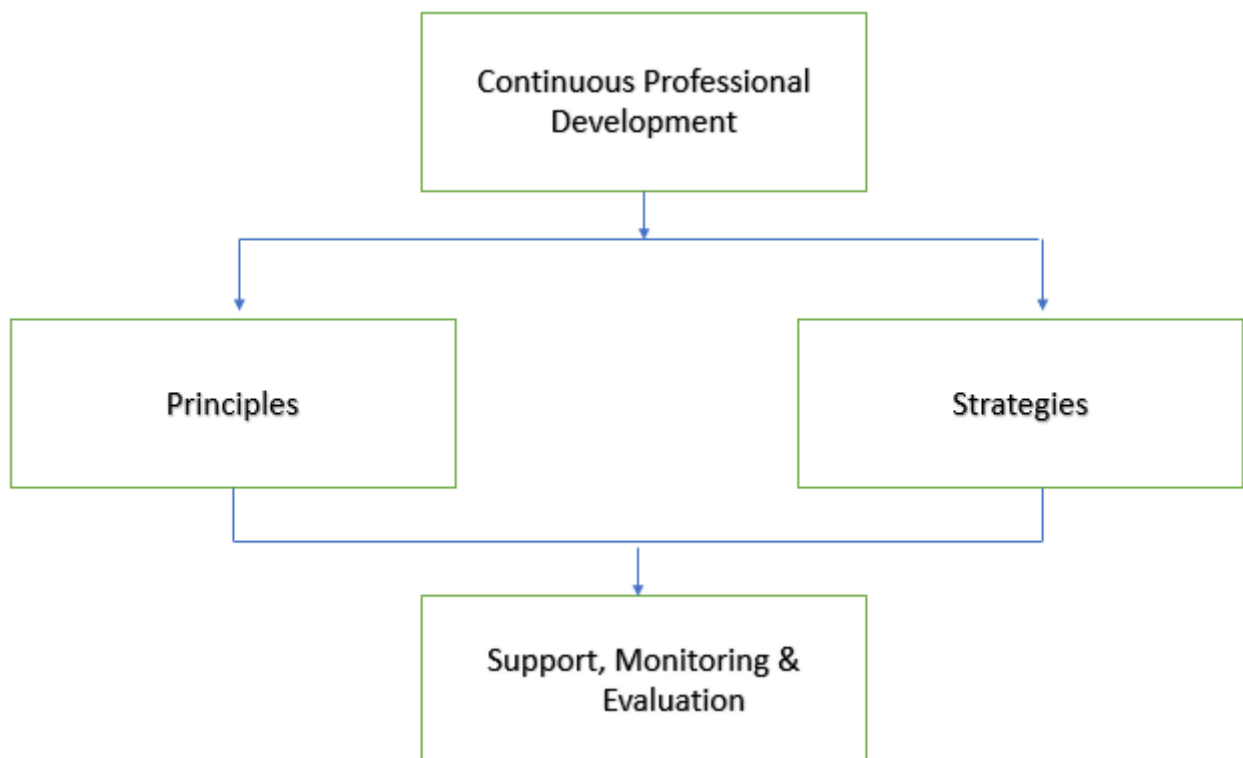 Continuous Professional
Development
Principles
Strategies
Support, Monitoring &
Evaluation